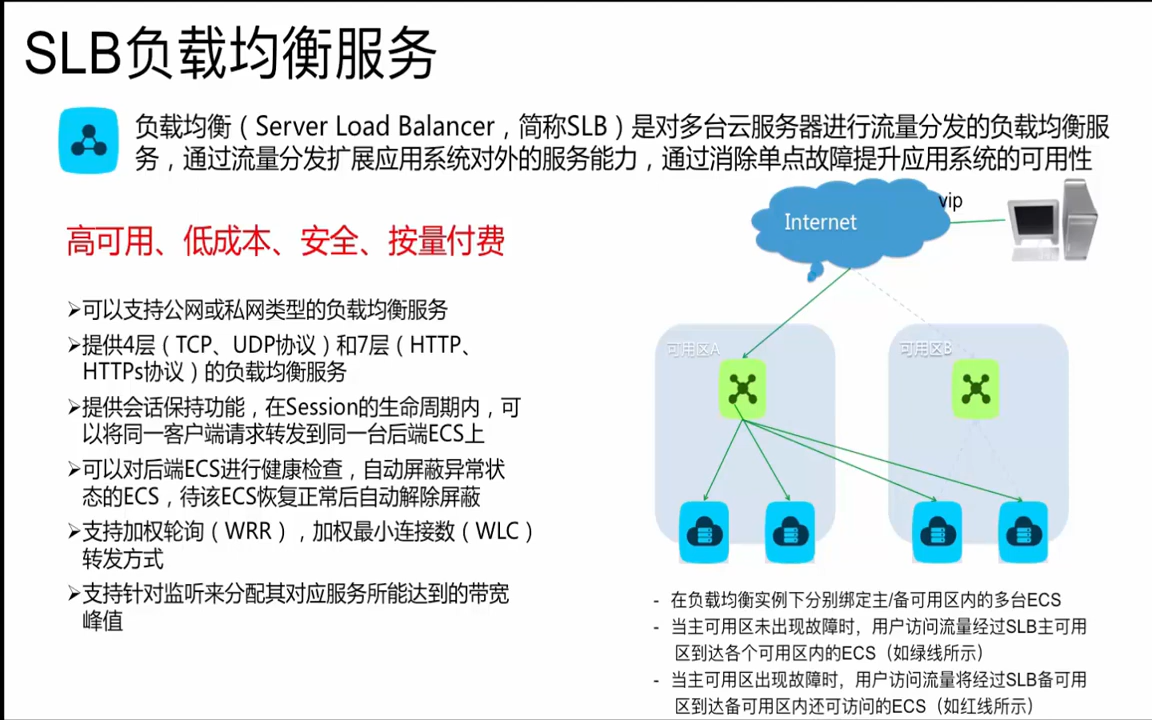 SLB负载均衡服务
负载均衡（Server Load Balancer，简称SLB）是对多台云服务器进行流量分发的负载均衡服
务，通过流量分发扩展应用系统对外的服务能力，通过消除单点故障提升应用系统的可用性
高可用、低成本、安全、按量付费
➢可以支持公网或私网类型的负载均衡服务
➢提供4层（TCP、UDP协议）和7层（HTTP、
HTTPs协议）的负载均衡服务
➢提供会话保持功能，在Session的生命周期内，可
以将同一客户端请求转发到同一台后端ECS上
➢可以对后端ECS进行健康检查，自动屏蔽异常状
态的ECS，待该ECS恢复正常后自动解除屏蔽
➢支持加权轮询（WRR），加权最小连接数（WLC）
转发方式
➢支持针对监听来分配其对应服务所能达到的带宽
峰值
vip
Internet
可用区A
可用区B
- 在负载均衡实例下分别绑定主/备可用区内的多台ECS
- 当主可用区未出现故障时，用户访问流量经过SLB主可用
区到达各个可用区内的ECS（如绿线所示）
- 当主可用区出现故障时，用户访问流量将经过SLB备可用
区到达备可用区内还可访问的ECS（如红线所示）